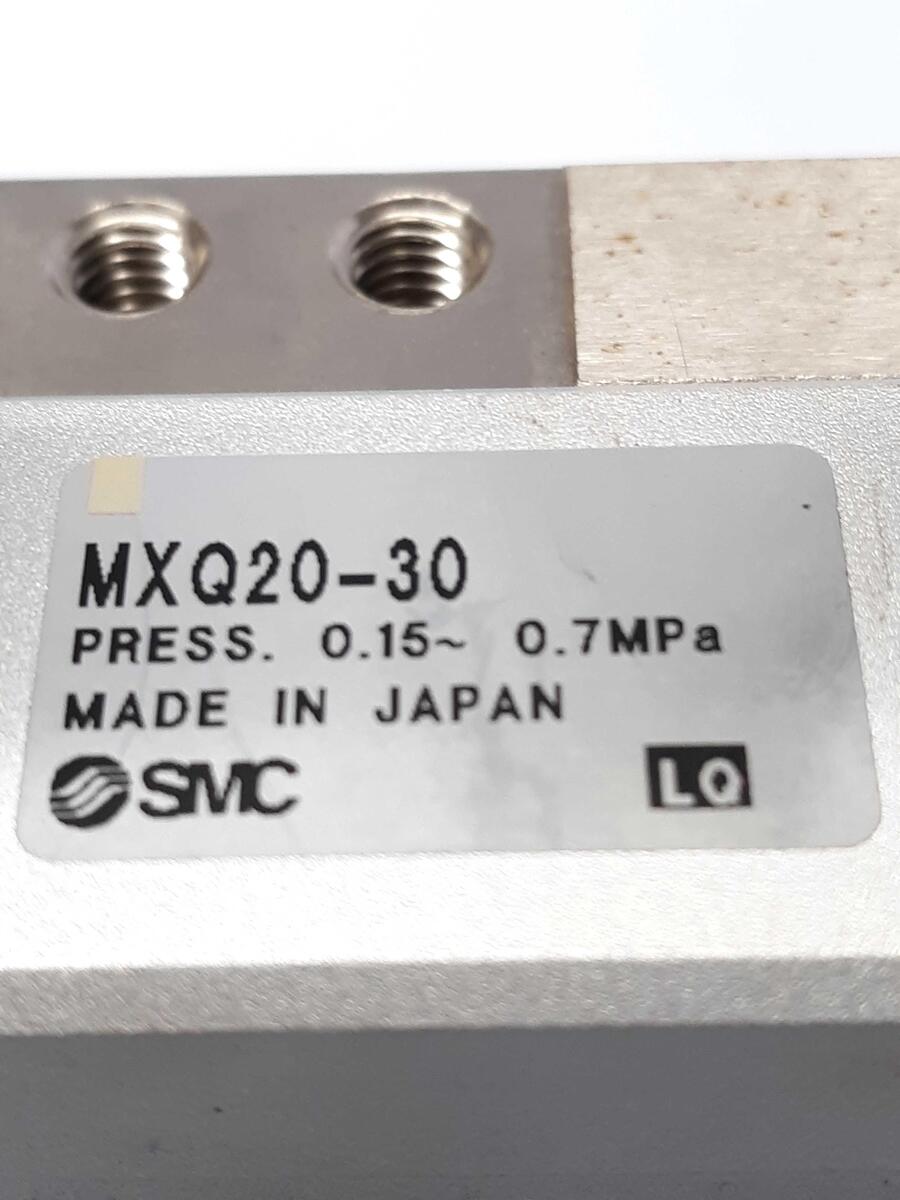 MXQ20-30
PRESS. 0.15~ 0.7MPa
MADE IN JAPAN
SMC LQ